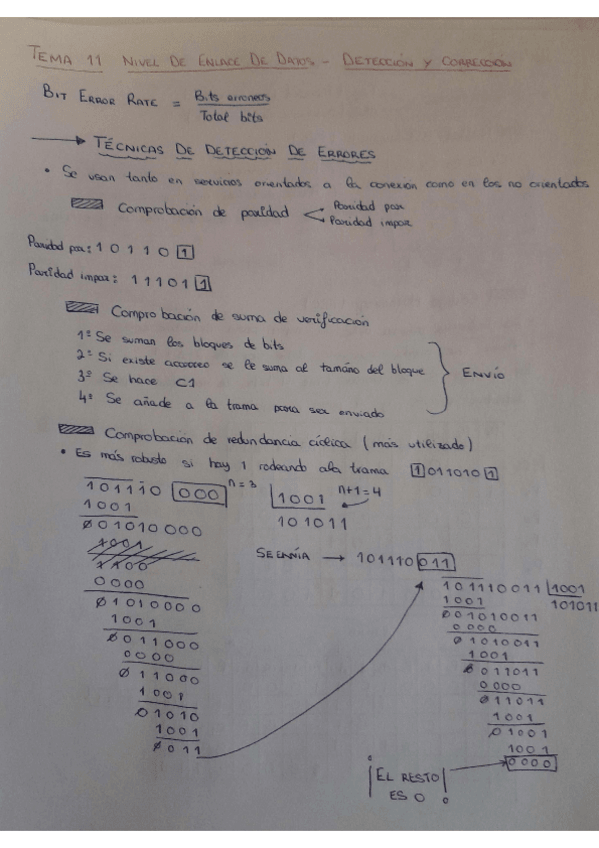 TEMA 11 NIVEL DE ENLACE DE DATOS - DETECCIÓN Y CORRECCIÓN
BIT ERROR RATE = Bits erroneos
Total bits
TÉCNICAS DE DETECCIÓN DE ERRORES
• Se usan tanto en servicios orientados a la conexión como en los no orientados
Comprobación de paridad
Paridad par
Paridad impar
Paridad par: 1 0 1 1 0 1
Paridad impar: 1 1 1 0 1 1
Comprobación de suma de verificación
1º Se suman los bloques de bits
2º Si existe acarreo se le suma al tamaño del bloque
3º Se hace C1
4º Se añade a la trama para ser enviado
ENVÍO
Comprobación de redundancia cíclica (más utilizado)
• Es más robusto si hay 1 rodeando a la trama 1 011010 1
101110 000 n=3
1001 n+1=4
101011
1001
001010000
0000
01010000
1001
0011000
0000
011000
1001
01010
1001
0011
SE ENVÍA → 101110 011
101110011 1001
101011
1001
001010011
0000
01010011
1001
0011011
0000
011011
1001
01001
1001
0000
¡EL RESTO
ES 0!